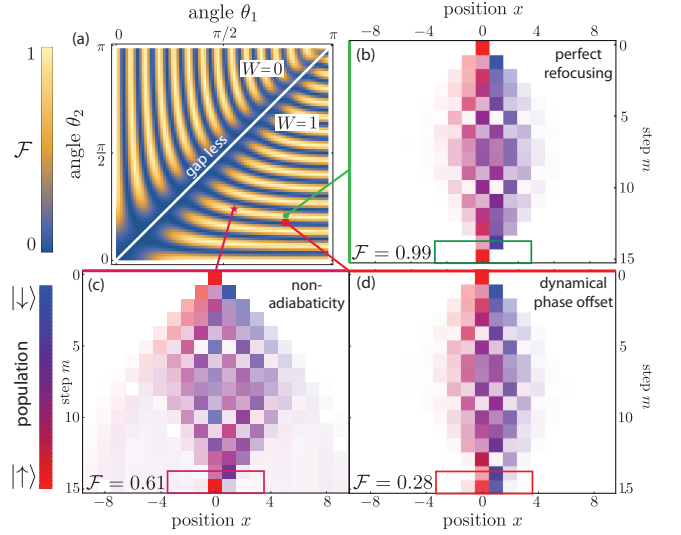 angle θ₁
position x
0
π/2
π
−8
−4
0
4
8
1
(a)
π
W=0
W=1
π
2
0
gap less
angle θ₂
ℱ
0
(b)
perfect
refocusing
0
5
10
15
step m
ℱ = 0.99
|↓⟩
population
|↑⟩
(c)
non-
adiabaticity
0
5
10
15
step m
ℱ = 0.61
−8
−4
0
4
8
position x
(d)
dynamical
phase offset
0
5
10
15
step m
ℱ = 0.28
−8
−4
0
4
8
position x